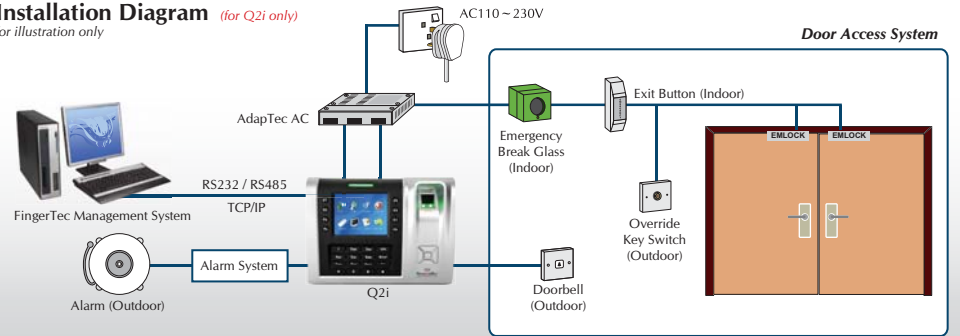 Installation Diagram (for Q2i only)
or illustration only
AC110 ~ 230V
Door Access System
AdapTec AC
Exit Button (Indoor)
Emergency
Break Glass
(Indoor)
EMLOCK
EMLOCK
RS232 / RS485
TCP/IP
FingerTec Management System
Override
Key Switch
(Outdoor)
Alarm System
Alarm (Outdoor)
Q2i
Doorbell
(Outdoor)